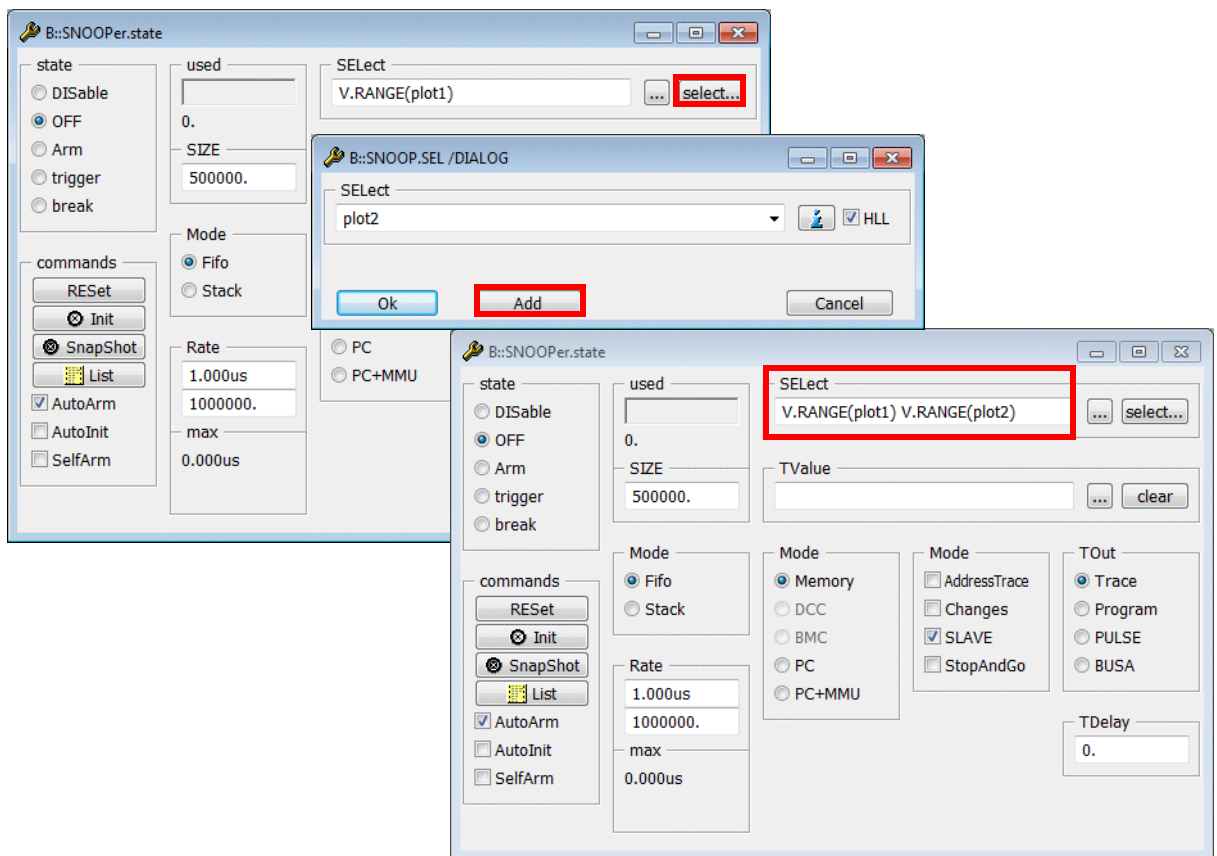 B::SNOOPer.state
state
DISable
OFF
Arm
trigger
break
commands
RESet
Init
SnapShot
List
AutoArm
AutoInit
SelfArm
used
0.
SIZE
500000.
Mode
Fifo
Stack
Rate
1.000us
1000000.
max
0.000us
SELect
V.RANGE(plot1)
...
select...
PC
PC+MMU
B::SNOOP.SEL /DIALOG
SELect
plot2
i
HLL
Ok
Add
Cancel
B::SNOOPer.state
state
DISable
OFF
Arm
trigger
break
commands
RESet
Init
SnapShot
List
AutoArm
AutoInit
SelfArm
used
0.
SIZE
500000.
Mode
Fifo
Stack
Rate
1.000us
1000000.
max
0.000us
SELect
V.RANGE(plot1) V.RANGE(plot2)
...
select...
TValue
...
clear
Mode
Memory
DCC
BMC
PC
PC+MMU
Mode
AddressTrace
Changes
SLAVE
StopAndGo
TOut
Trace
Program
PULSE
BUSA
TDelay
0.